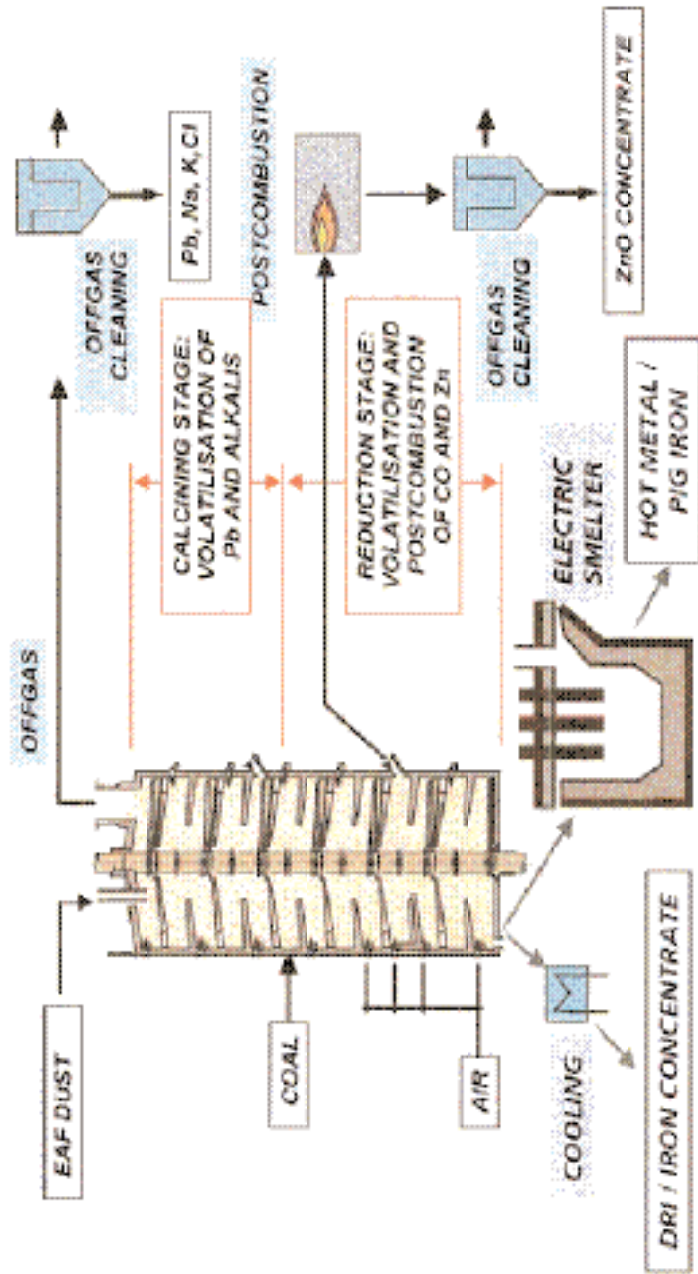 OFFGAS
OFFGAS
CLEANING
Pb, Na, K, Cl
EAF DUST
CALCINING STAGE:
VOLATILISATION OF
Pb AND ALKALIS
POSTCOMBUSTION
COAL
REDUCTION STAGE:
VOLATILISATION AND
POSTCOMBUSTION
OF CO AND Zn
AIR
OFFGAS
CLEANING
ZnO CONCENTRATE
COOLING
ELECTRIC
SMELTER
HOT METAL /
PIG IRON
DRI / IRON CONCENTRATE